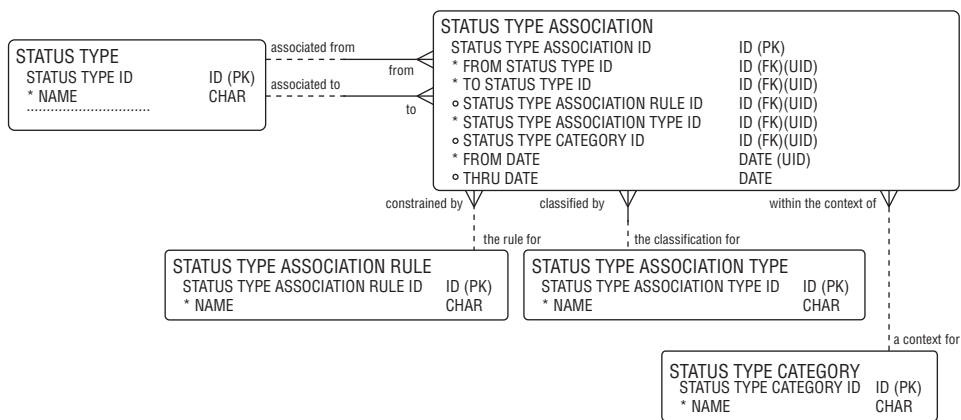 STATUS TYPE
STATUS TYPE ID ID (PK)
* NAME CHAR
associated from
from
associated to
to
STATUS TYPE ASSOCIATION
STATUS TYPE ASSOCIATION ID ID (PK)
* FROM STATUS TYPE ID ID (FK)(UID)
* TO STATUS TYPE ID ID (FK)(UID)
° STATUS TYPE ASSOCIATION RULE ID ID (FK)(UID)
* STATUS TYPE ASSOCIATION TYPE ID ID (FK)(UID)
° STATUS TYPE CATEGORY ID ID (FK)(UID)
* FROM DATE DATE (UID)
° THRU DATE DATE
constrained by
classified by
within the context of
the rule for
the classification for
STATUS TYPE ASSOCIATION RULE
STATUS TYPE ASSOCIATION RULE ID ID (PK)
* NAME CHAR
STATUS TYPE ASSOCIATION TYPE
STATUS TYPE ASSOCIATION TYPE ID ID (PK)
* NAME CHAR
a context for
STATUS TYPE CATEGORY
STATUS TYPE CATEGORY ID ID (PK)
* NAME CHAR